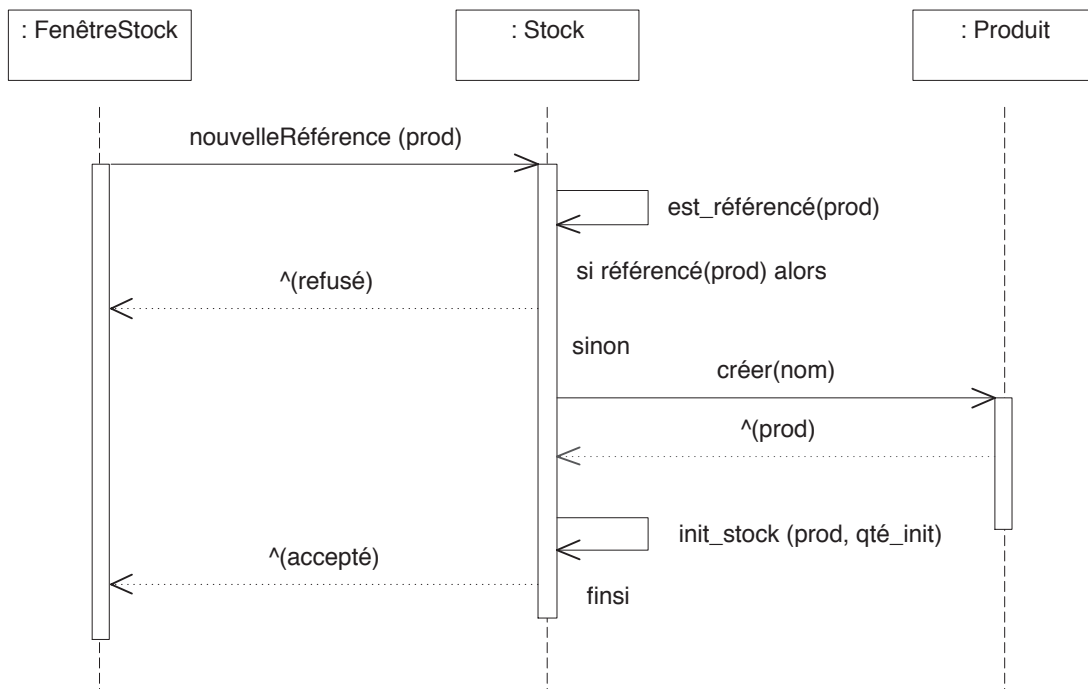 : FenêtreStock
: Stock
: Produit
nouvelleRéférence (prod)
est_référencé(prod)
si référencé(prod) alors
^(refusé)
sinon
créer(nom)
^(prod)
init_stock (prod, qté_init)
^(accepté)
finsi